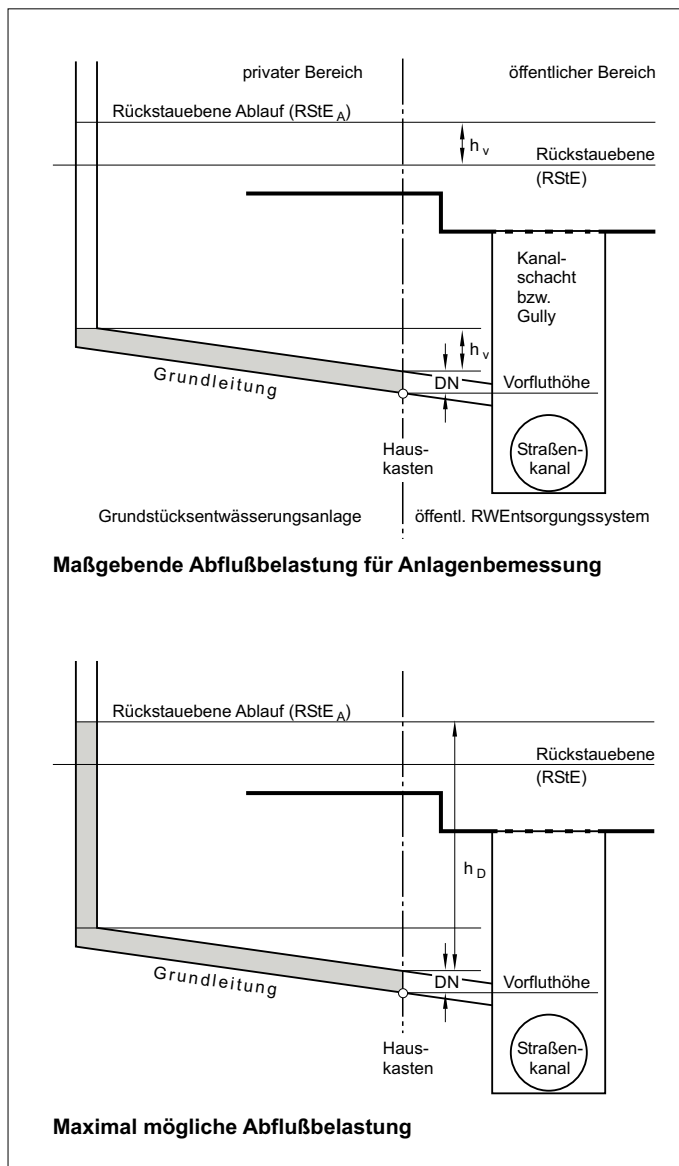 privater Bereich
öffentlicher Bereich
Rückstauebene Ablauf (RStE A)
h v
Rückstauebene
(RStE)
Kanal-
schacht
bzw.
Gully
h v
DN
Vorfluthöhe
Grundleitung
Haus-
kasten
Straßen-
kanal
Grundstücksentwässerungsanlage
öffentl. RWEntsorgungssystem
Maßgebende Abflußbelastung für Anlagenbemessung
Rückstauebene Ablauf (RStE A)
Rückstauebene
(RStE)
h D
DN
Vorfluthöhe
Grundleitung
Haus-
kasten
Straßen-
kanal
Maximal mögliche Abflußbelastung